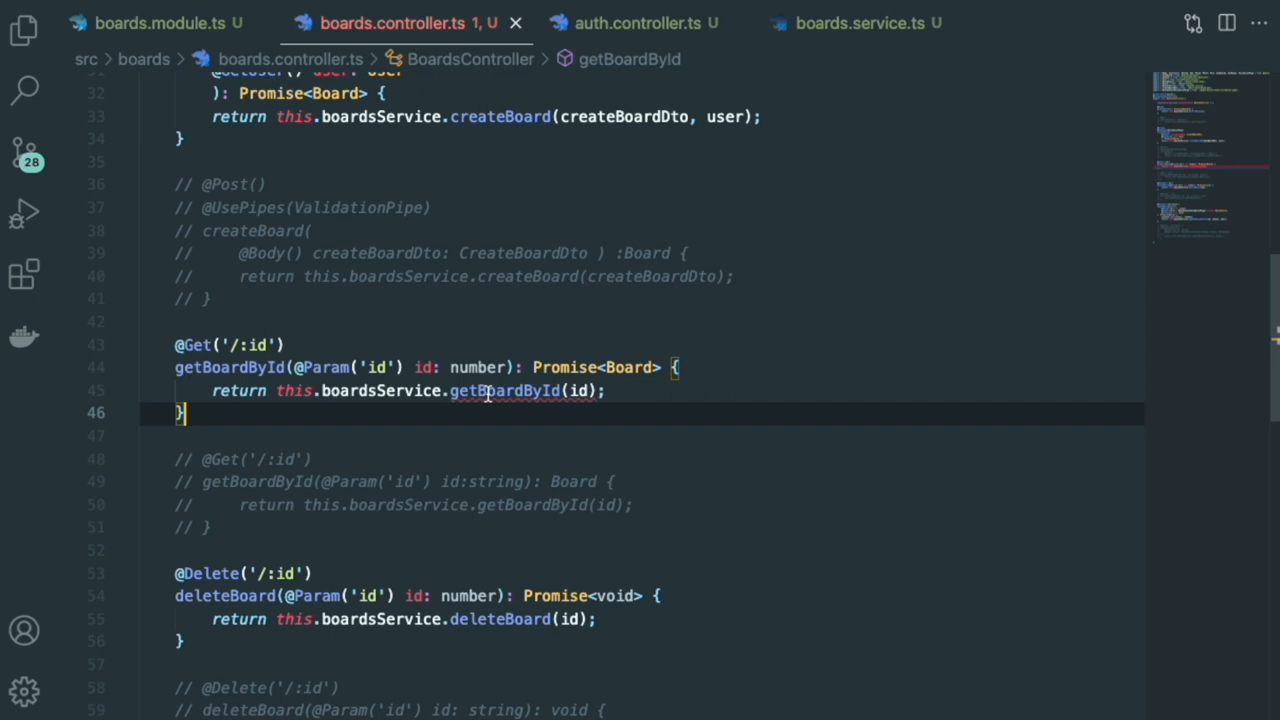 boards.module.ts U
boards.controller.ts 1, U
auth.controller.ts U
boards.service.ts U
src > boards > boards.controller.ts > BoardsController > getBoardById
@GetUser() user: User
32 ): Promise<Board> {
33 return this.boardsService.createBoard(createBoardDto, user);
34 }
35
36 // @Post()
37 // @UsePipes(ValidationPipe)
38 // createBoard(
39 // @Body() createBoardDto: CreateBoardDto ) :Board {
40 // return this.boardsService.createBoard(createBoardDto);
41 // }
42
43 @Get('/:id')
44 getBoardById(@Param('id') id: number): Promise<Board> {
45 return this.boardsService.getBoardById(id);
46 }
47
48 // @Get('/:id')
49 // getBoardById(@Param('id') id:string): Board {
50 // return this.boardsService.getBoardById(id);
51 // }
52
53 @Delete('/:id')
54 deleteBoard(@Param('id') id: number): Promise<void> {
55 return this.boardsService.deleteBoard(id);
56 }
57
58 // @Delete('/:id')
59 // deleteBoard(@Param('id') id: string): void {
28